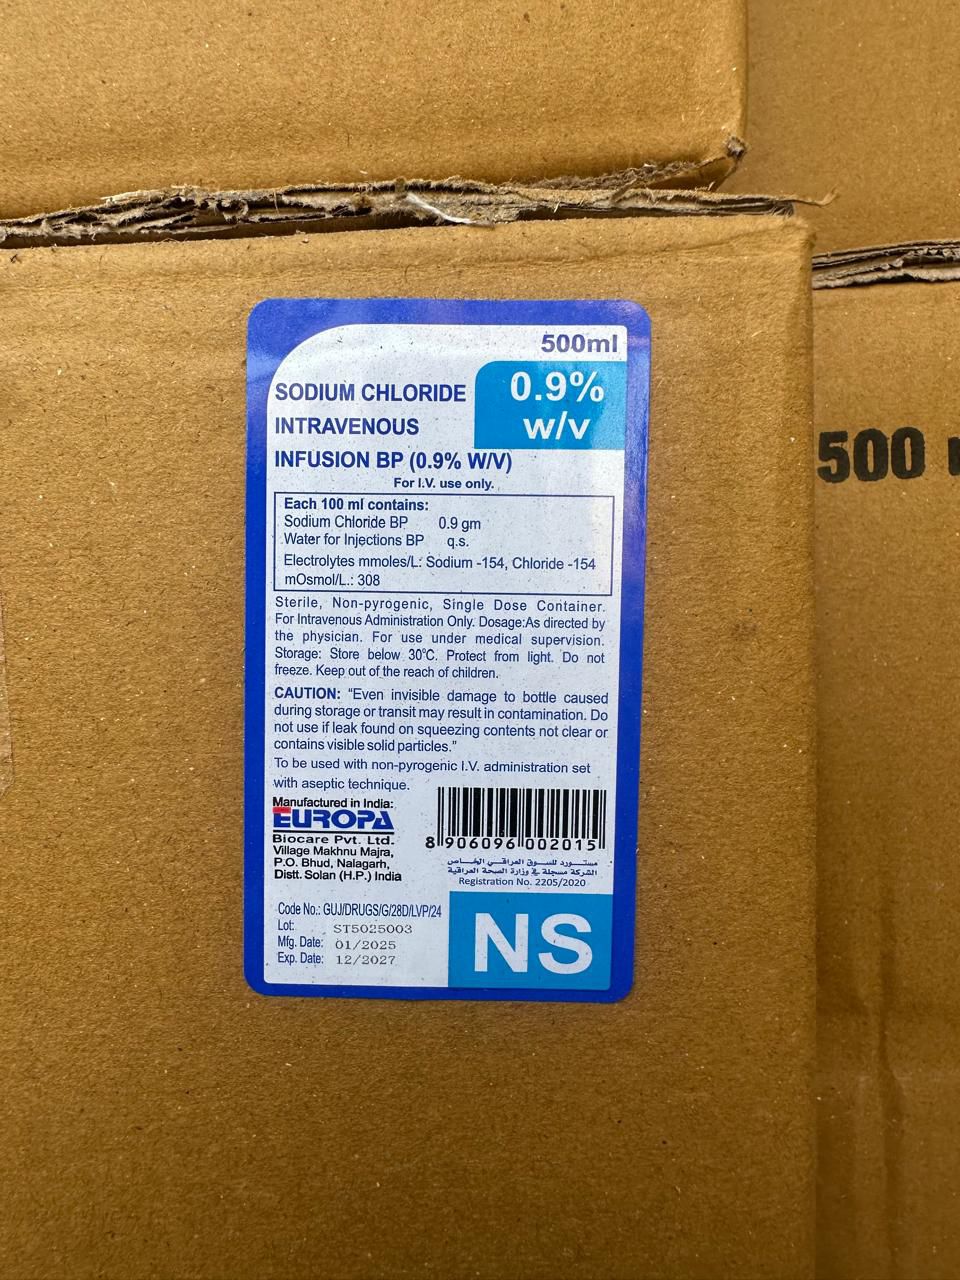 500ml
SODIUM CHLORIDE
INTRAVENOUS
INFUSION BP (0.9% W/V)
0.9%
w/v
For I.V. use only.
Each 100 ml contains:
Sodium Chloride BP 0.9 gm
Water for Injections BP q.s.
Electrolytes mmoles/L: Sodium -154, Chloride -154
mOsmol/L.: 308
Sterile, Non-pyrogenic, Single Dose Container.
For Intravenous Administration Only. Dosage:As directed by
the physician. For use under medical supervision.
Storage: Store below 30°C. Protect from light. Do not
freeze. Keep out of the reach of children.
CAUTION: “Even invisible damage to bottle caused
during storage or transit may result in contamination. Do
not use if leak found on squeezing contents not clear or
contains visible solid particles.”
To be used with non-pyrogenic I.V. administration set
with aseptic technique.
Manufactured in India:
EUROPA
Biocare Pvt. Ltd.
Village Makhnu Majra,
P.O. Bhud, Nalagarh,
Distt. Solan (H.P.) India
8 906096 002015
مستورد للسوق العراقي الخاص
الشركة مسجلة في وزارة الصحة العراقية
Registration No. 2205/2020
Code No.: GUJ/DRUGS/G/28D/LVP/24
Lot: ST5025003
Mfg. Date: 01/2025
Exp. Date: 12/2027
NS
500